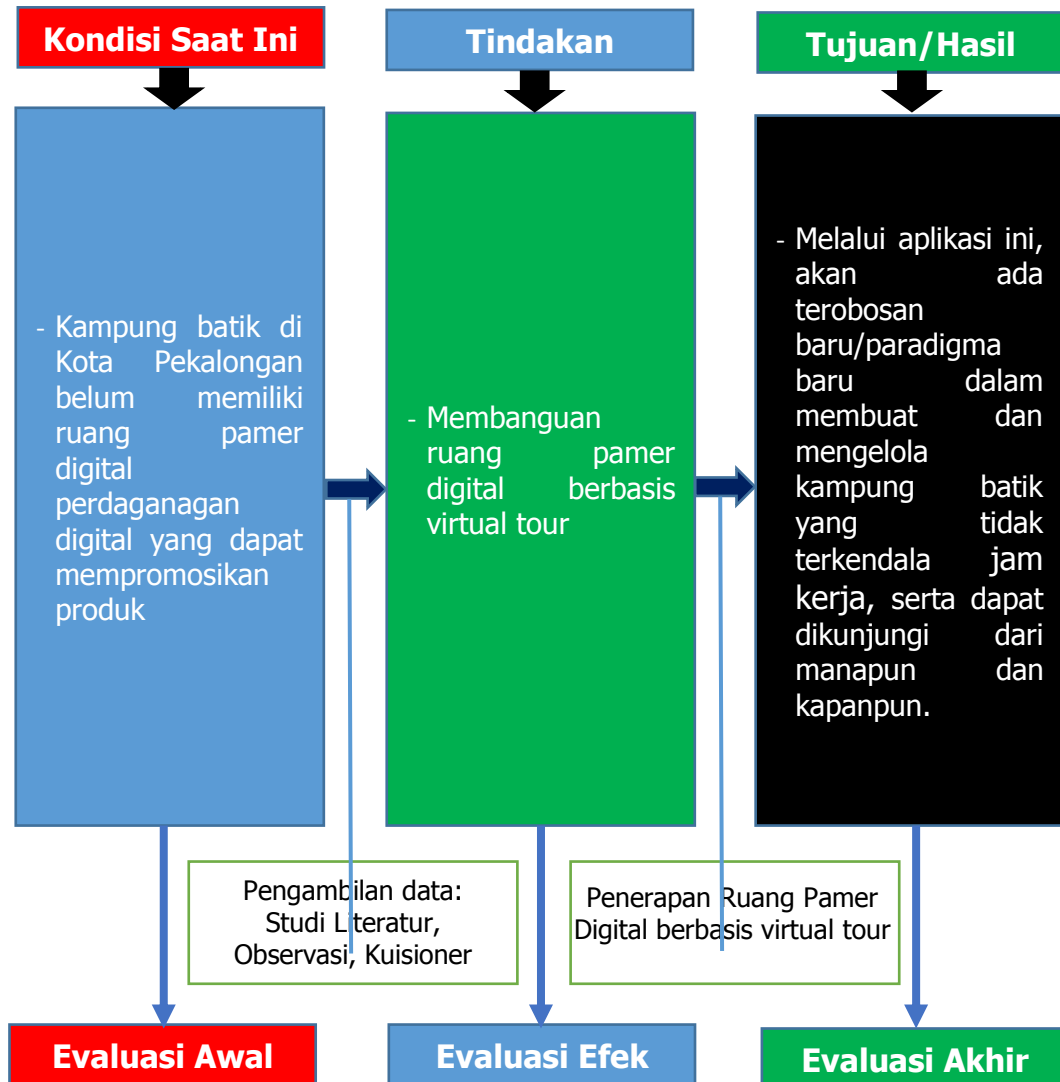 Kondisi Saat Ini
Tindakan
Tujuan/Hasil
- Kampung batik di
Kota Pekalongan
belum memiliki
ruang pamer
digital
perdaganagan
digital yang dapat
mempromosikan
produk
- Membanguan
ruang pamer
digital berbasis
virtual tour
- Melalui aplikasi ini,
akan ada
terobosan
baru/paradigma
baru dalam
membuat dan
mengelola
kampung batik
yang tidak
terkendala jam
kerja, serta dapat
dikunjungi dari
manapun dan
kapanpun.
Pengambilan data:
Studi Literatur,
Observasi, Kuisioner
Penerapan Ruang Pamer
Digital berbasis virtual tour
Evaluasi Awal
Evaluasi Efek
Evaluasi Akhir